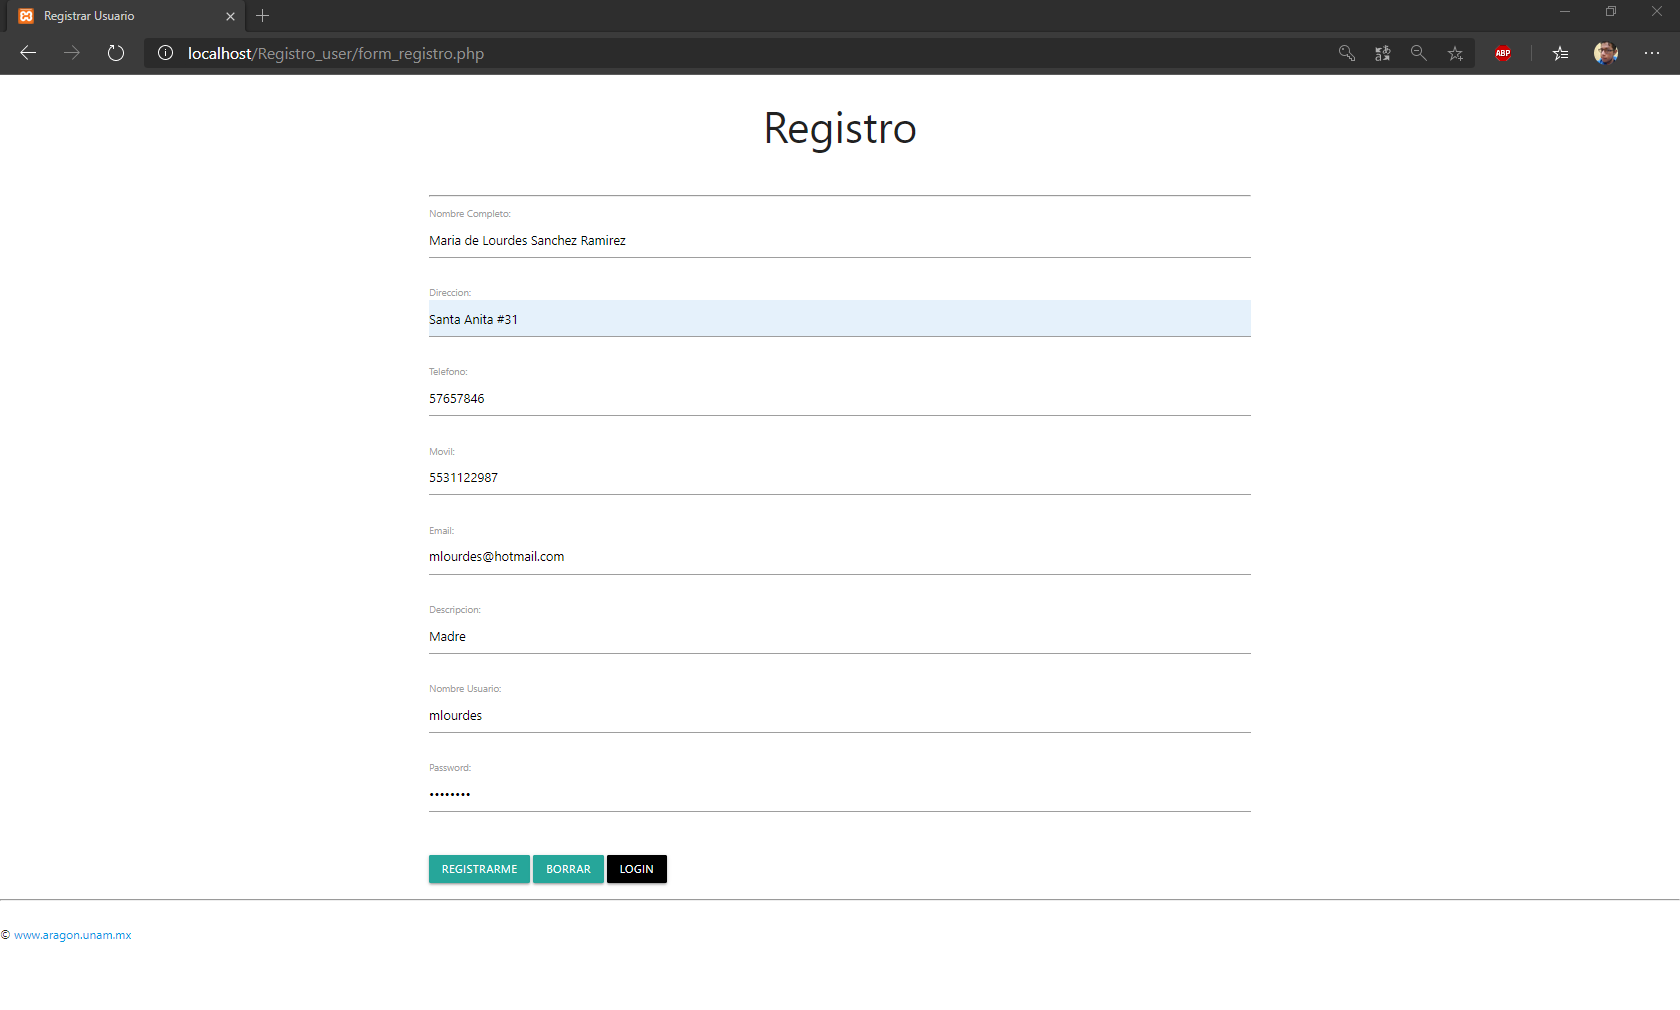 Registrar Usuario
localhost/Registro_user/form_registro.php
ABP
Registro
Nombre Completo:
Maria de Lourdes Sanchez Ramirez
Direccion:
Santa Anita #31
Telefono:
57657846
Movil:
5531122987
Email:
mlourdes@hotmail.com
Descripcion:
Madre
Nombre Usuario:
mlourdes
Password:
••••••••
REGISTRARME BORRAR LOGIN
© www.aragon.unam.mx